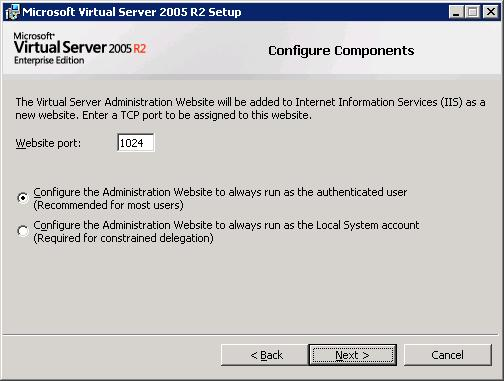 Microsoft Virtual Server 2005 R2 Setup
Microsoft®
Virtual Server 2005 R2
Enterprise Edition
Configure Components
The Virtual Server Administration Website will be added to Internet Information Services (IIS) as a
new website. Enter a TCP port to be assigned to this website.
Website port: 1024
Configure the Administration Website to always run as the authenticated user
(Recommended for most users)
Configure the Administration Website to always run as the Local System account
(Required for constrained delegation)
< Back Next > Cancel